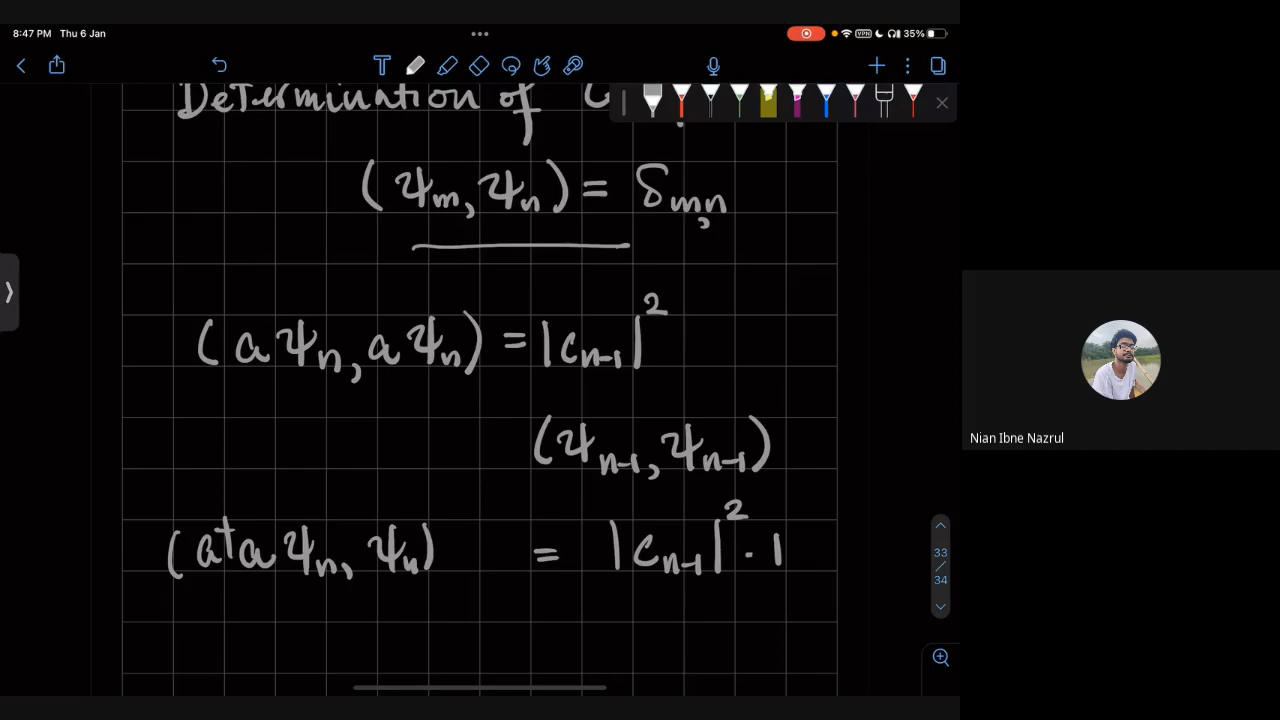 8:47 PM Thu 6 Jan
VPN 35%
Determination of
(ψₘ, ψₙ) = δₘₙ,
(aψₙ, aψₙ) = |cₙ₋₁|²
(ψₙ₋₁, ψₙ₋₁)
(a†aψₙ, ψₙ) = |cₙ₋₁|² · 1
33
/
34
Nian Ibne Nazrul